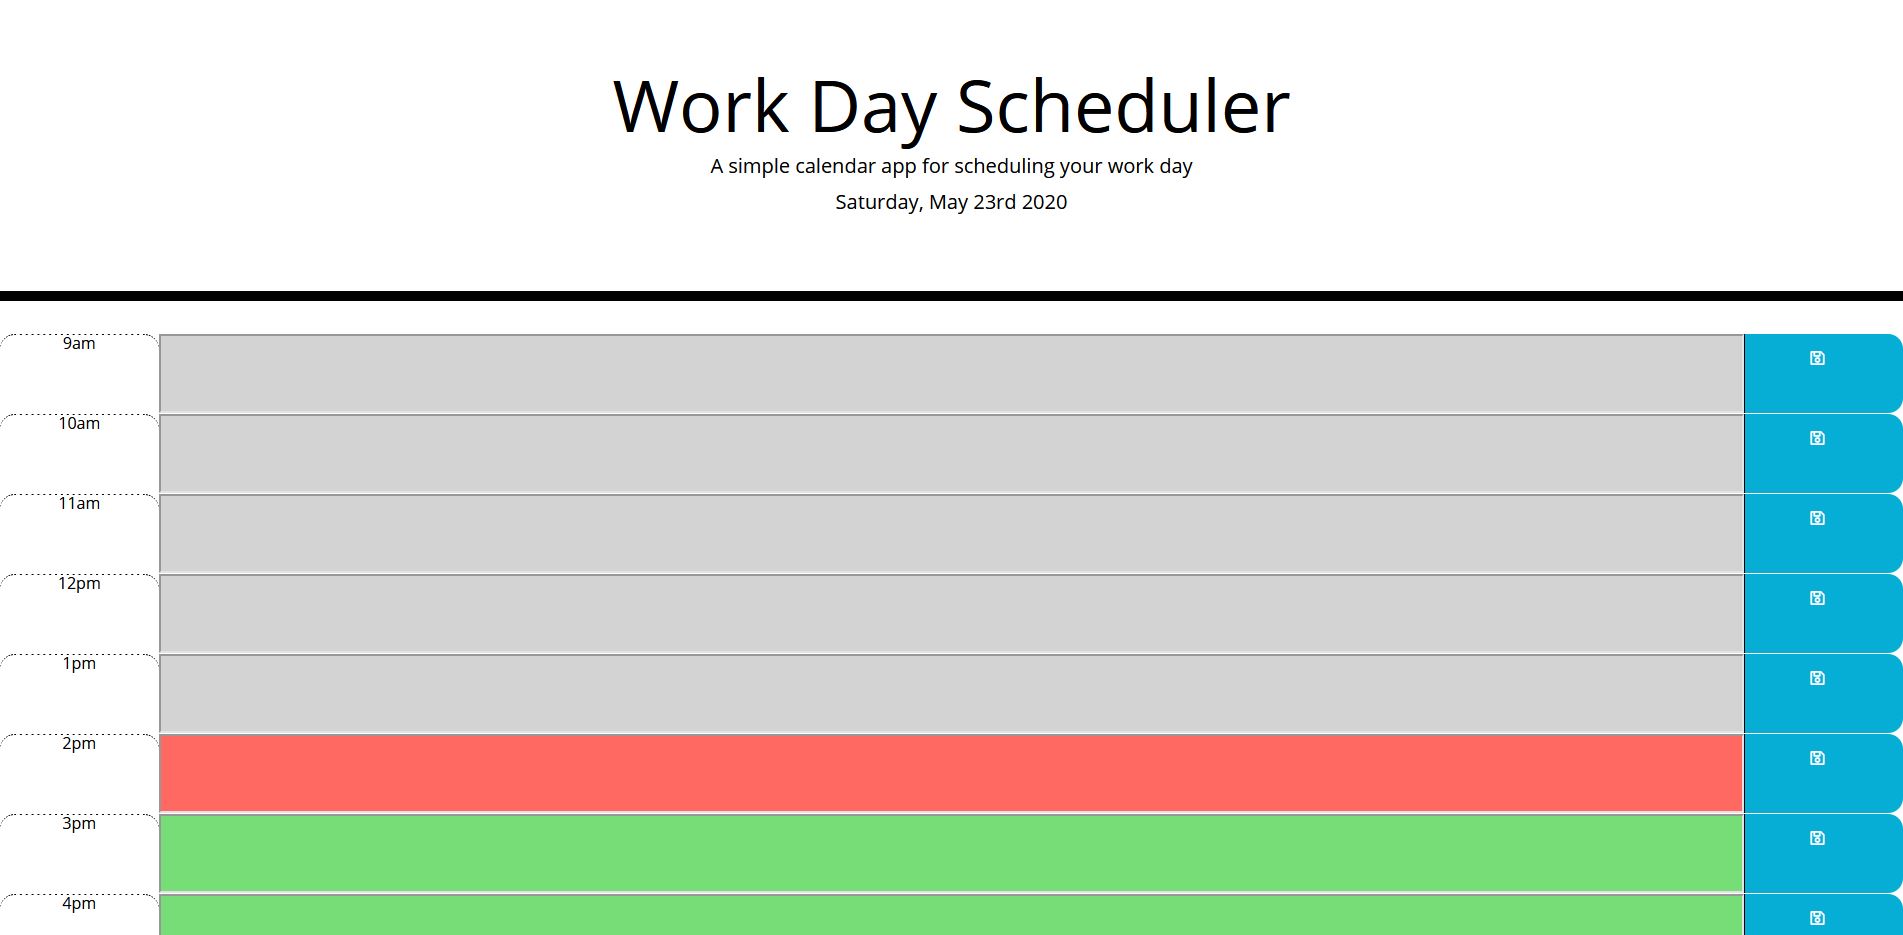 Work Day Scheduler
A simple calendar app for scheduling your work day
Saturday, May 23rd 2020
9am
10am
11am
12pm
1pm
2pm
3pm
4pm